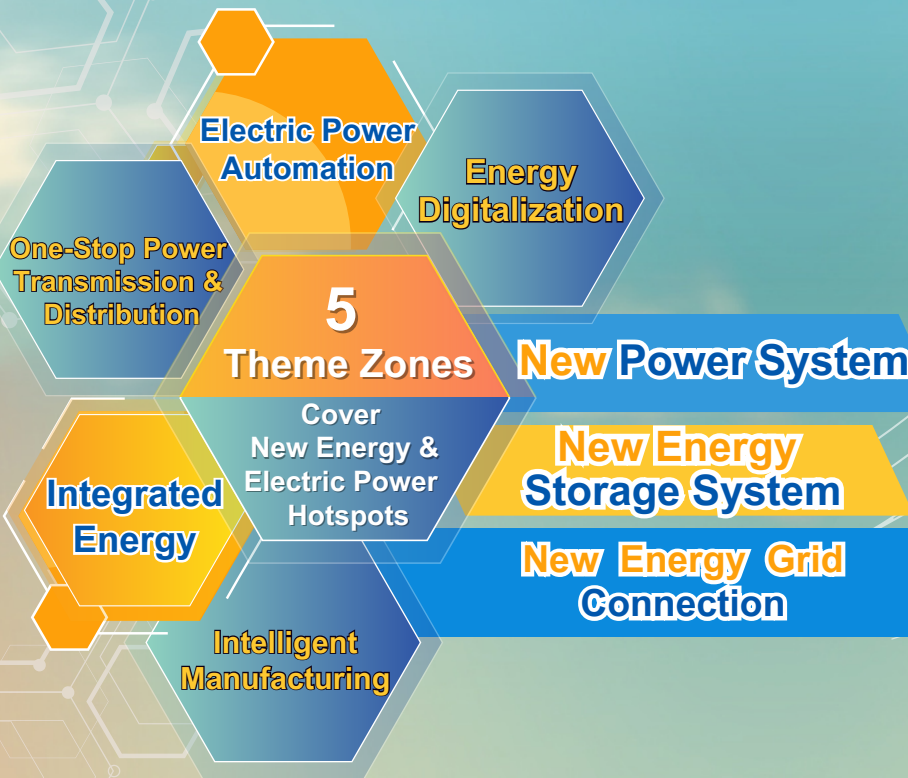 Electric Power
Automation
Energy
Digitalization
One-Stop Power
Transmission &
Distribution
5
Theme Zones
Cover
New Energy &
Electric Power
Hotspots
New Power System
New Energy
Storage System
New Energy Grid
Connection
Integrated
Energy
Intelligent
Manufacturing